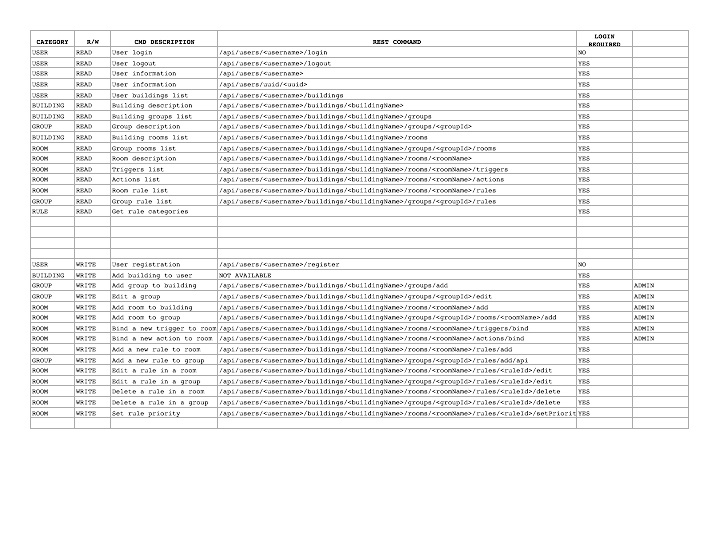 CATEGORY R/W CMD DESCRIPTION REST COMMAND LOGIN REQUIRED
USER READ User login /api/users/<username>/login NO
USER READ User logout /api/users/<username>/logout YES
USER READ User information /api/users/<username> YES
USER READ User information /api/users/uuid/<uuid> YES
USER READ User buildings list /api/users/<username>/buildings YES
BUILDING READ Building description /api/users/<username>/buildings/<buildingName> YES
BUILDING READ Building groups list /api/users/<username>/buildings/<buildingName>/groups YES
GROUP READ Group description /api/users/<username>/buildings/<buildingName>/groups/<groupId> YES
BUILDING READ Building rooms list /api/users/<username>/buildings/<buildingName>/rooms YES
ROOM READ Group rooms list /api/users/<username>/buildings/<buildingName>/groups/<groupId>/rooms YES
ROOM READ Room description /api/users/<username>/buildings/<buildingName>/rooms/<roomName> YES
ROOM READ Triggers list /api/users/<username>/buildings/<buildingName>/rooms/<roomName>/triggers YES
ROOM READ Actions list /api/users/<username>/buildings/<buildingName>/rooms/<roomName>/actions YES
ROOM READ Room rule list /api/users/<username>/buildings/<buildingName>/rooms/<roomName>/rules YES
GROUP READ Group rule list /api/users/<username>/buildings/<buildingName>/groups/<groupId>/rules YES
RULE READ Get rule categories YES
USER WRITE User registration /api/users/<username>/register NO
BUILDING WRITE Add building to user NOT AVAILABLE YES
GROUP WRITE Add group to building /api/users/<username>/buildings/<buildingName>/groups/add YES ADMIN
GROUP WRITE Edit a group /api/users/<username>/buildings/<buildingName>/groups/<groupId>/edit YES ADMIN
ROOM WRITE Add room to building /api/users/<username>/buildings/<buildingName>/rooms/<roomName>/add YES ADMIN
ROOM WRITE Add room to group /api/users/<username>/buildings/<buildingName>/groups/<groupId>/rooms/<roomName>/add YES ADMIN
ROOM WRITE Bind a new trigger to room /api/users/<username>/buildings/<buildingName>/rooms/<roomName>/triggers/bind YES ADMIN
ROOM WRITE Bind a new action to room /api/users/<username>/buildings/<buildingName>/rooms/<roomName>/actions/bind YES ADMIN
ROOM WRITE Add a new rule to room /api/users/<username>/buildings/<buildingName>/rooms/<roomName>/rules/add YES
GROUP WRITE Add a new rule to group /api/users/<username>/buildings/<buildingName>/groups/<groupId>/rules/add/api YES
ROOM WRITE Edit a rule in a room /api/users/<username>/buildings/<buildingName>/rooms/<roomName>/rules/<ruleId>/edit YES
ROOM WRITE Edit a rule in a group /api/users/<username>/buildings/<buildingName>/groups/<groupId>/rules/<ruleId>/edit YES
ROOM WRITE Delete a rule in a room /api/users/<username>/buildings/<buildingName>/rooms/<roomName>/rules/<ruleId>/delete YES
ROOM WRITE Delete a rule in a group /api/users/<username>/buildings/<buildingName>/groups/<groupId>/rules/<ruleId>/delete YES
ROOM WRITE Set rule priority /api/users/<username>/buildings/<buildingName>/rooms/<roomName>/rules/<ruleId>/setPriorit YES